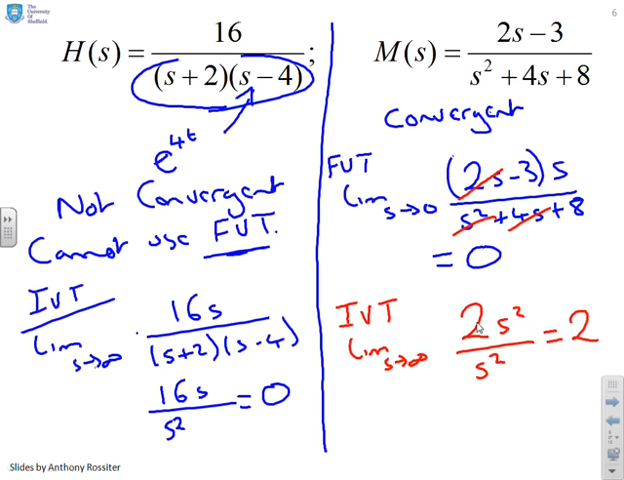 The
University
Of
Sheffield.
6
H(s) = 16 / (s + 2)(s − 4) ;
e^4t
Not Convergent
Cannot use FVT.
IVT
lim s→∞ 16s / (s+2)(s-4)
16s / s² = 0
M(s) = 2s − 3 / s² + 4s + 8
Convergent
FVT
lim s→0 (2s-3)s / s²+4s+8
= 0
IVT
lim s→∞ 2s² / s² = 2
Slides by Anthony Rossiter